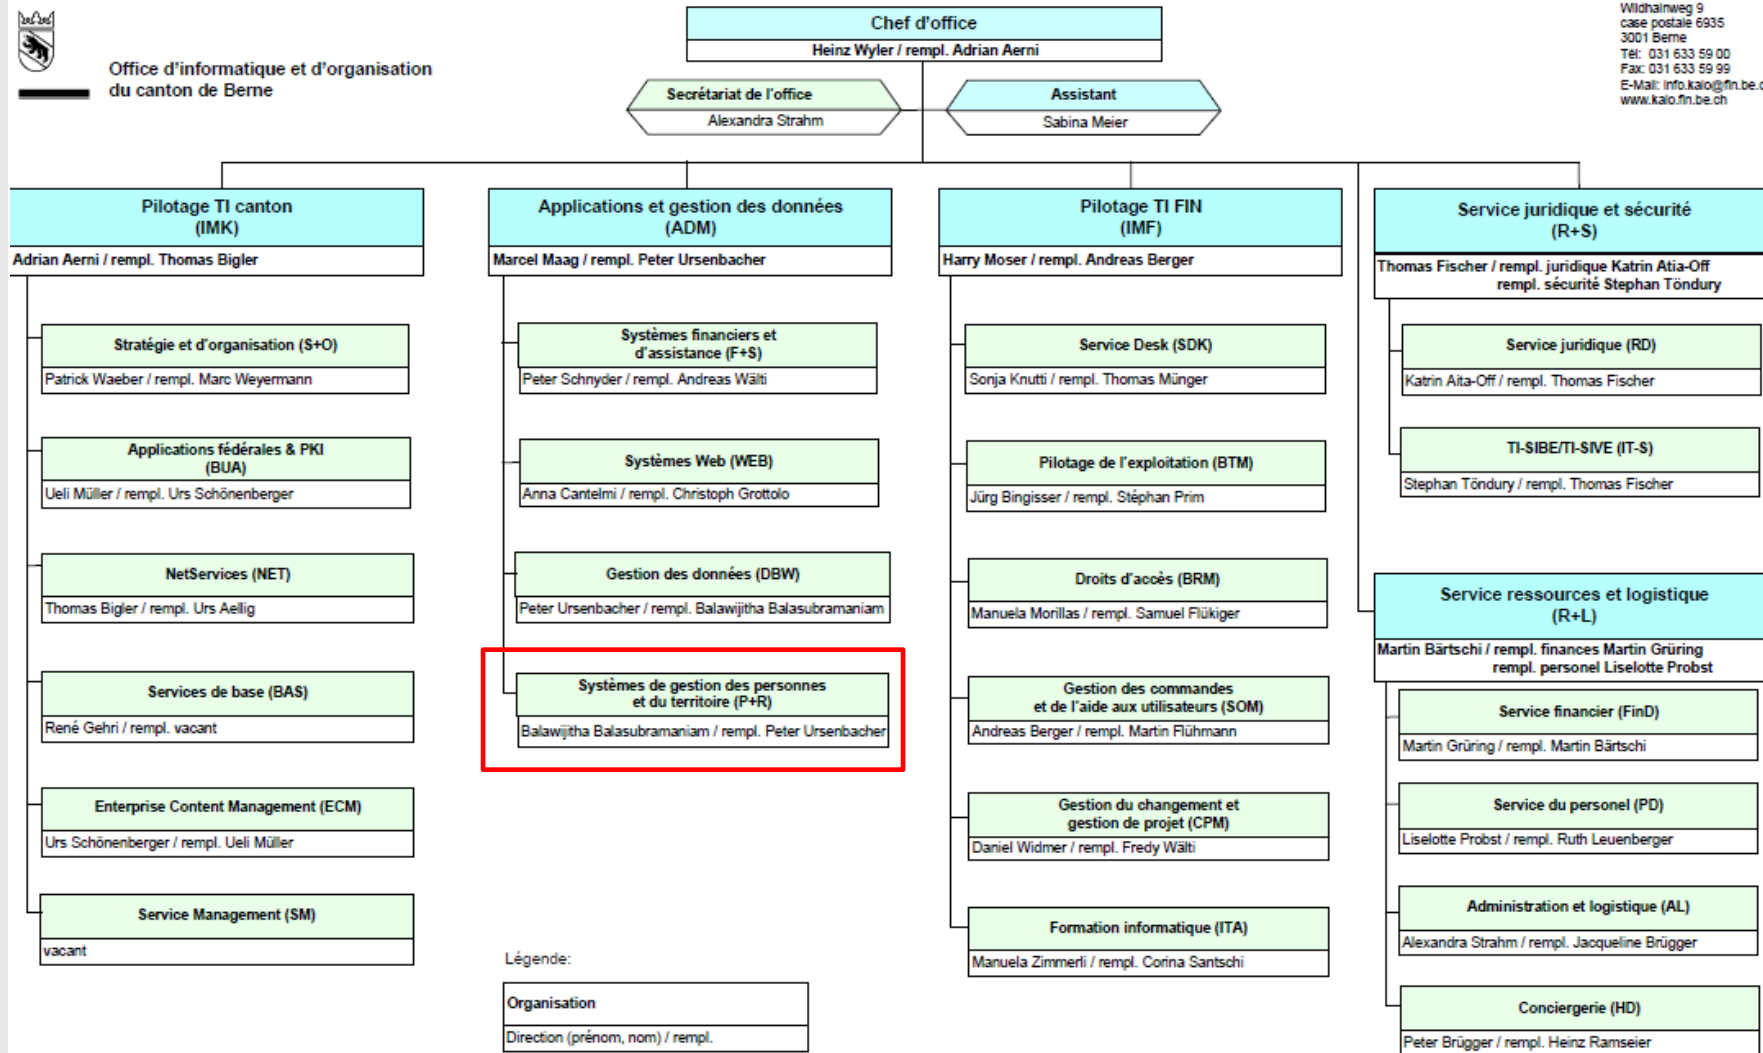 Office d'informatique et d'organisation
du canton de Berne
Chef d'office
Heinz Wyler / rempl. Adrian Aerni
Wildhainweg 9
case postale 6935
3001 Berne
Tél: 031 633 59 00
Fax: 031 633 59 99
E-Mail: info.kaio@fin.be.c
www.kaio.fin.be.ch
Secrétariat de l'office
Alexandra Strahm
Assistant
Sabina Meier
Pilotage TI canton
(IMK)
Adrian Aerni / rempl. Thomas Bigler
Stratégie et d'organisation (S+O)
Patrick Waeber / rempl. Marc Weyermann
Applications fédérales & PKI
(BUA)
Ueli Müller / rempl. Urs Schönenberger
NetServices (NET)
Thomas Bigler / rempl. Urs Aellig
Services de base (BAS)
René Gehri / rempl. vacant
Enterprise Content Management (ECM)
Urs Schönenberger / rempl. Ueli Müller
Service Management (SM)
vacant
Applications et gestion des données
(ADM)
Marcel Maag / rempl. Peter Ursenbacher
Systèmes financiers et
d'assistance (F+S)
Peter Schnyder / rempl. Andreas Wälti
Systèmes Web (WEB)
Anna Cantelmi / rempl. Christoph Grottolo
Gestion des données (DBW)
Peter Ursenbacher / rempl. Balawijitha Balasubramaniam
Systèmes de gestion des personnes
et du territoire (P+R)
Balawijitha Balasubramaniam / rempl. Peter Ursenbacher
Légende:
Organisation
Direction (prénom, nom) / rempl.
Pilotage TI FIN
(IMF)
Harry Moser / rempl. Andreas Berger
Service Desk (SDK)
Sonja Knutti / rempl. Thomas Münger
Pilotage de l'exploitation (BTM)
Jürg Bingisser / rempl. Stéphan Prim
Droits d'accès (BRM)
Manuela Morillas / rempl. Samuel Flükiger
Gestion des commandes
et de l'aide aux utilisateurs (SOM)
Andreas Berger / rempl. Martin Flühmann
Gestion du changement et
gestion de projet (CPM)
Daniel Widmer / rempl. Fredy Wälti
Formation informatique (ITA)
Manuela Zimmerli / rempl. Corina Santschi
Service juridique et sécurité
(R+S)
Thomas Fischer / rempl. juridique Katrin Atia-Off
rempl. sécurité Stephan Töndury
Service juridique (RD)
Katrin Aita-Off / rempl. Thomas Fischer
TI-SIBE/TI-SIVE (IT-S)
Stephan Töndury / rempl. Thomas Fischer
Service ressources et logistique
(R+L)
Martin Bärtschi / rempl. finances Martin Grüring
rempl. personel Liselotte Probst
Service financier (FinD)
Martin Grüring / rempl. Martin Bärtschi
Service du personel (PD)
Liselotte Probst / rempl. Ruth Leuenberger
Administration et logistique (AL)
Alexandra Strahm / rempl. Jacqueline Brügger
Conciergerie (HD)
Peter Brügger / rempl. Heinz Ramseier